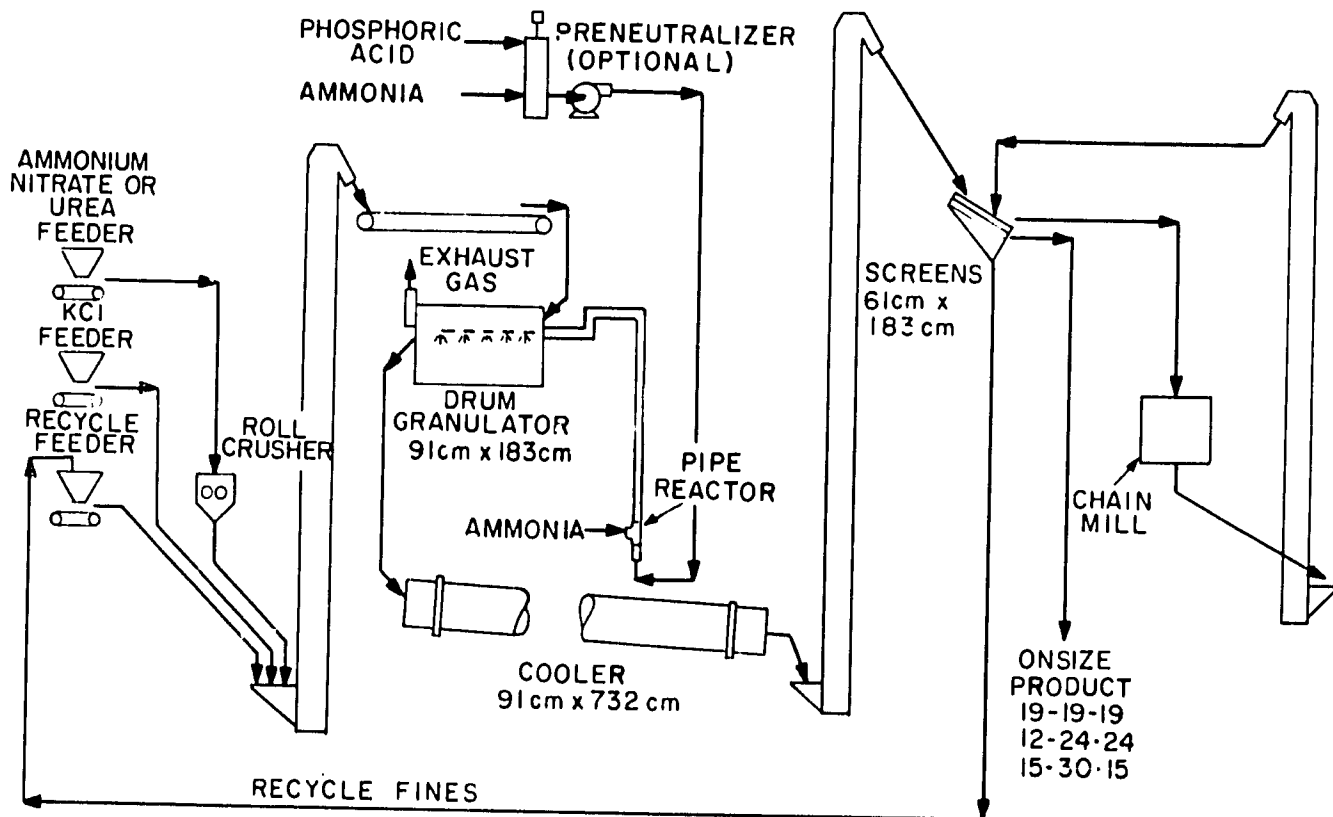 PHOSPHORIC
ACID
AMMONIA
PRENEUTRALIZER
(OPTIONAL)
AMMONIUM
NITRATE OR
UREA
FEEDER
KCl
FEEDER
RECYCLE
FEEDER
ROLL
CRUSHER
EXHAUST
GAS
DRUM
GRANULATOR
91cm x 183cm
PIPE
REACTOR
AMMONIA
COOLER
91cm x 732 cm
SCREENS
61cm x
183 cm
CHAIN
MILL
ONSIZE
PRODUCT
19-19-19
12-24-24
15-30-15
RECYCLE FINES